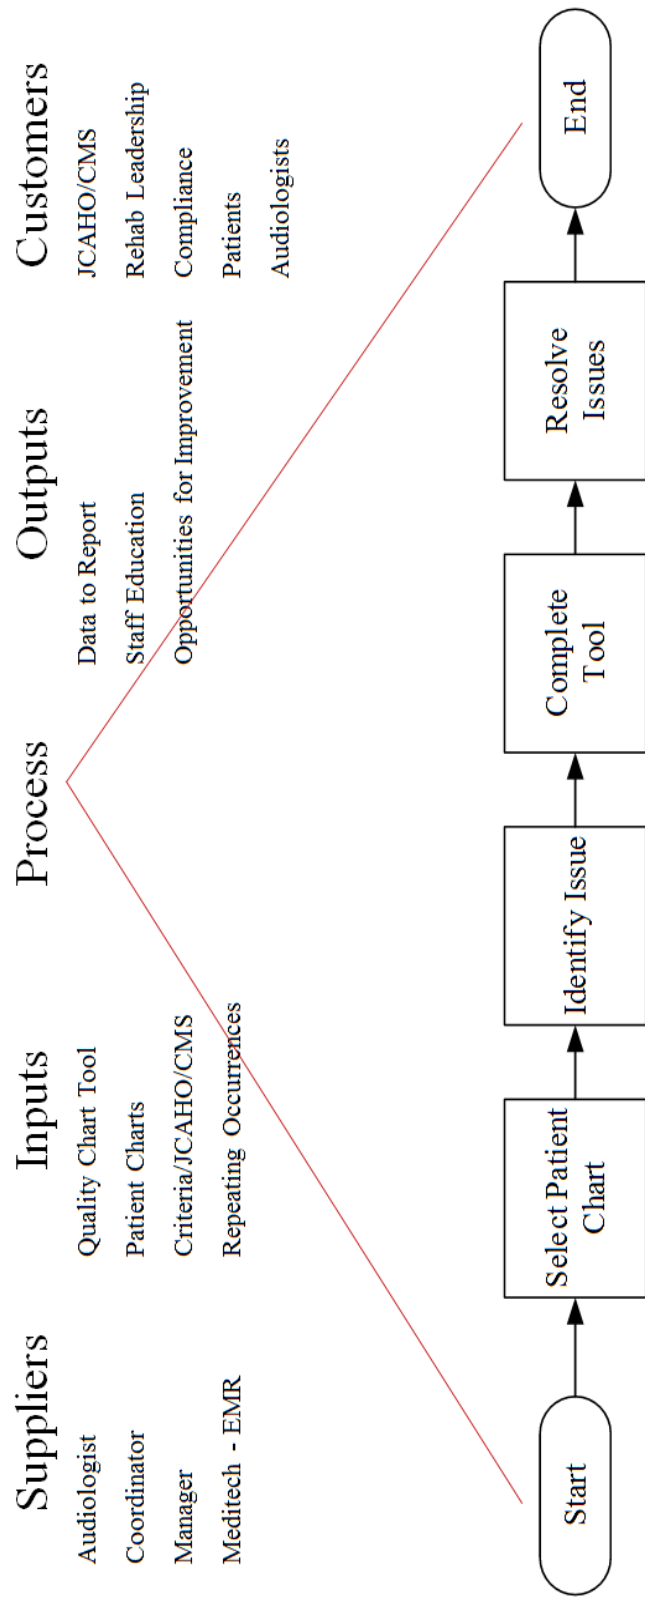 Suppliers
Audiologist
Coordinator
Manager
Meditech - EMR
Inputs
Quality Chart Tool
Patient Charts
Criteria/JCAHO/CMS
Repeating Occurrences
Process
Outputs
Data to Report
Staff Education
Opportunities for Improvement
Customers
JCAHO/CMS
Rehab Leadership
Compliance
Patients
Audiologists
Start
Select Patient
Chart
Identify Issue
Complete
Tool
Resolve
Issues
End